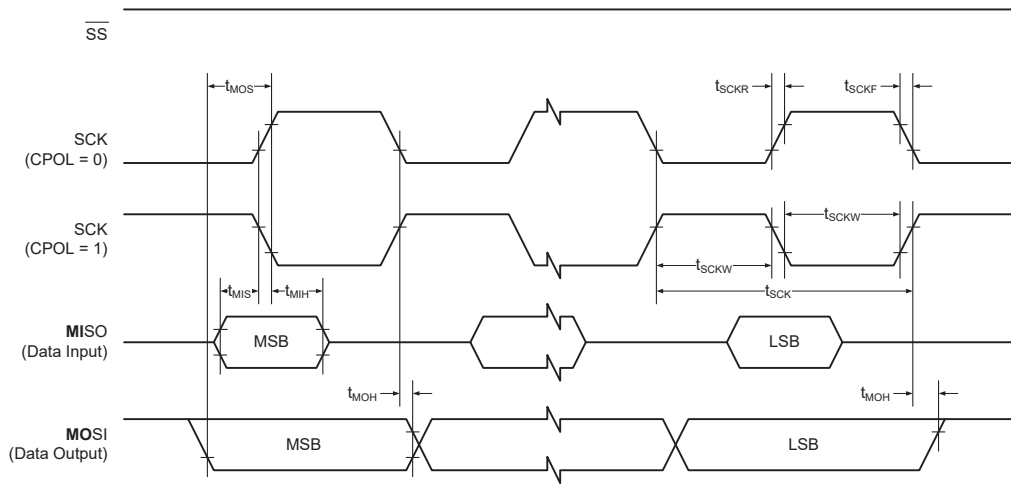 SS
tMOS
tSCKR
tSCKF
SCK
(CPOL = 0)
SCK
(CPOL = 1)
tSCKW
tSCKW
tMIS
tMIH
tSCK
MISO
(Data Input)
MSB
LSB
tMOH
tMOH
MOSI
(Data Output)
MSB
LSB